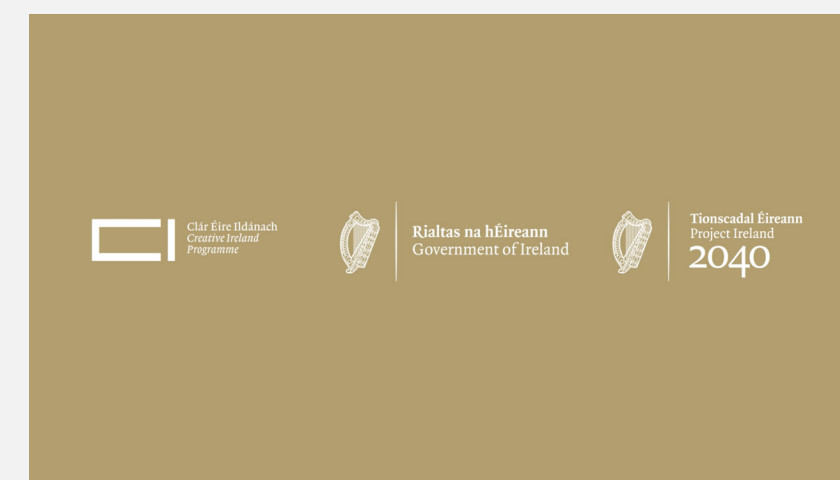 Clár Éire Ildánach
Creative Ireland
Programme
Rialtas na hÉireann
Government of Ireland
Tionscadal Éireann
Project Ireland
2040